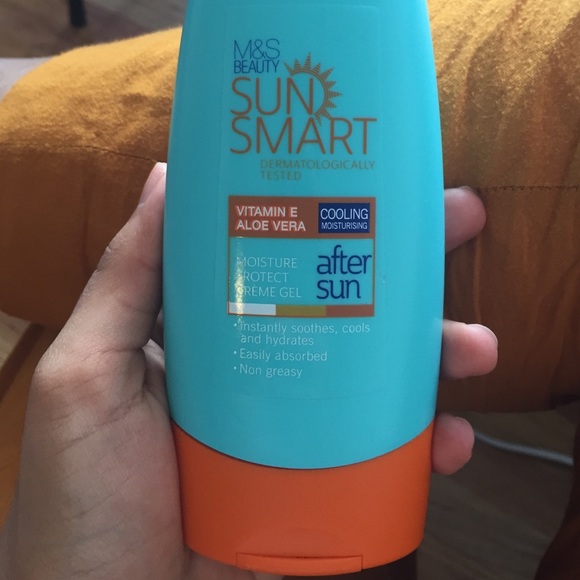 M&S
BEAUTY
SUN
SMART
DERMATOLOGICALLY
TESTED
VITAMIN E
ALOE VERA
COOLING
MOISTURISING
MOISTURE
PROTECT
CRÈME GEL
after
sun
• Instantly soothes, cools
and hydrates
• Easily absorbed
• Non greasy